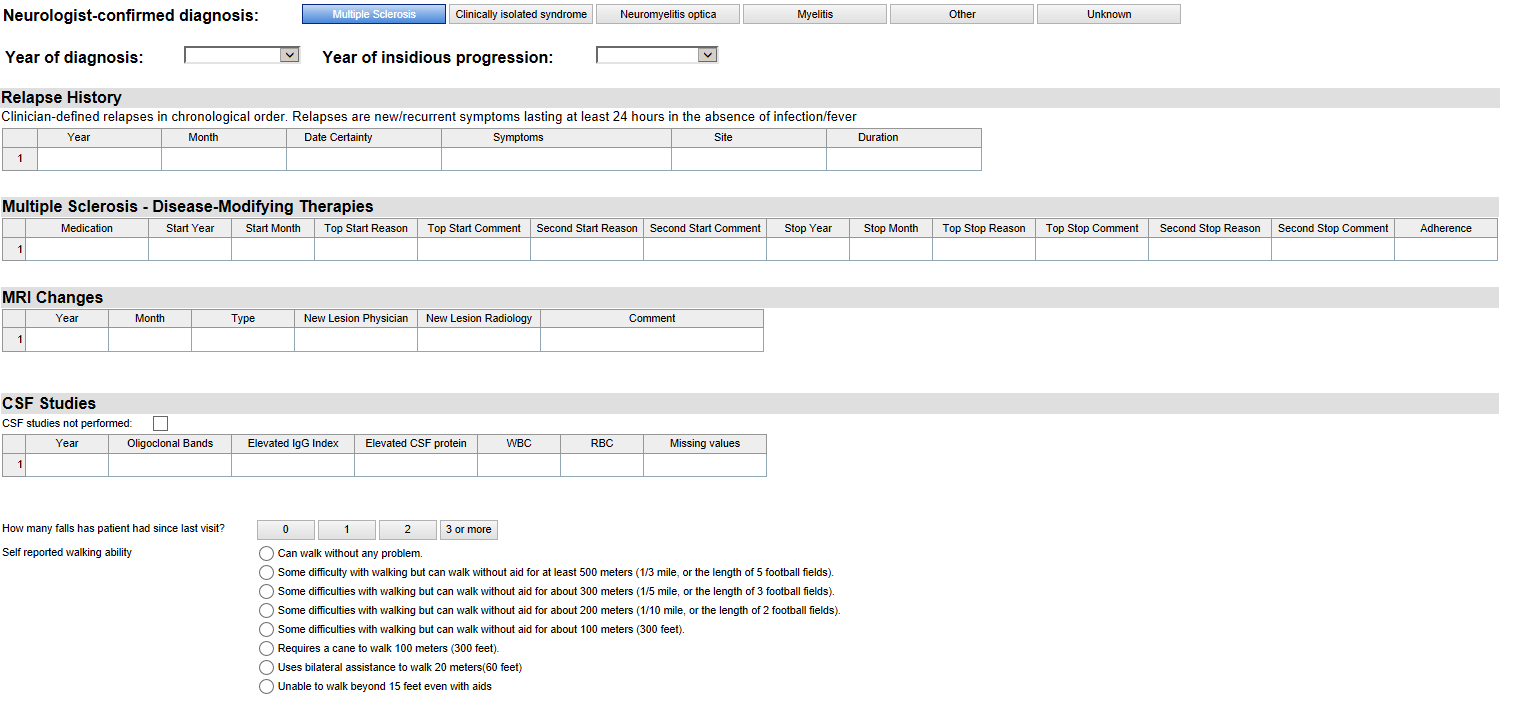 Neurologist-confirmed diagnosis: Multiple Sclerosis Clinically isolated syndrome Neuromyelitis optica Myelitis Other Unknown
Year of diagnosis: Year of insidious progression:
Relapse History
Clinician-defined relapses in chronological order. Relapses are new/recurrent symptoms lasting at least 24 hours in the absence of infection/fever
Year Month Date Certainty Symptoms Site Duration
1
Multiple Sclerosis - Disease-Modifying Therapies
Medication Start Year Start Month Top Start Reason Top Start Comment Second Start Reason Second Start Comment Stop Year Stop Month Top Stop Reason Top Stop Comment Second Stop Reason Second Stop Comment Adherence
1
MRI Changes
Year Month Type New Lesion Physician New Lesion Radiology Comment
1
CSF Studies
CSF studies not performed:
Year Oligoclonal Bands Elevated IgG Index Elevated CSF protein WBC RBC Missing values
1
How many falls has patient had since last visit? 0 1 2 3 or more
Self reported walking ability Can walk without any problem.
Some difficulty with walking but can walk without aid for at least 500 meters (1/3 mile, or the length of 5 football fields).
Some difficulties with walking but can walk without aid for about 300 meters (1/5 mile, or the length of 3 football fields).
Some difficulties with walking but can walk without aid for about 200 meters (1/10 mile, or the length of 2 football fields).
Some difficulties with walking but can walk without aid for about 100 meters (300 feet).
Requires a cane to walk 100 meters (300 feet).
Uses bilateral assistance to walk 20 meters(60 feet)
Unable to walk beyond 15 feet even with aids